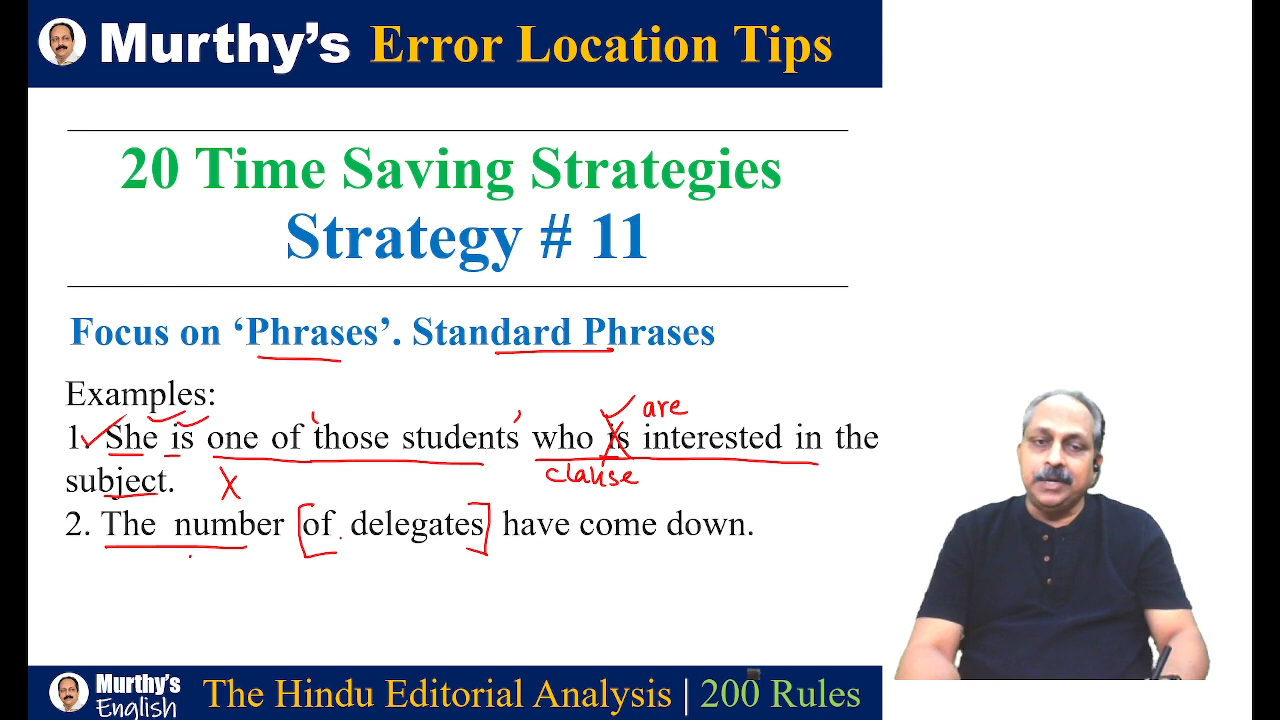 Murthy's Error Location Tips
20 Time Saving Strategies
Strategy # 11
Focus on ‘Phrases’. Standard Phrases
Examples:
are
1. She is one of those students who is interested in the
clause
subject. X
2. The number [of delegates] have come down.
Murthy's
English
The Hindu Editorial Analysis | 200 Rules